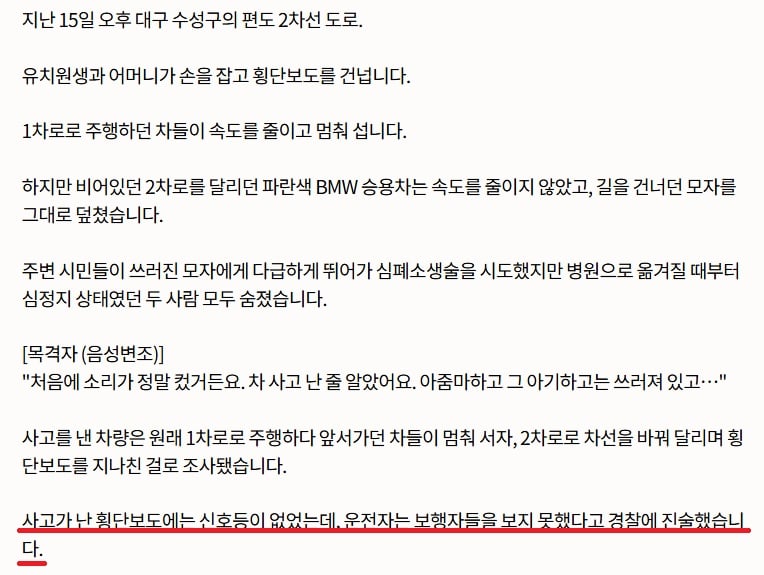 지난 15일 오후 대구 수성구의 편도 2차선 도로.
유치원생과 어머니가 손을 잡고 횡단보도를 건넙니다.
1차로로 주행하던 차들이 속도를 줄이고 멈춰 섭니다.
하지만 비어있던 2차로를 달리던 파란색 BMW 승용차는 속도를 줄이지 않았고, 길을 건너던 모자를
그대로 덮쳤습니다.
주변 시민들이 쓰러진 모자에게 다급하게 뛰어가 심폐소생술을 시도했지만 병원으로 옮겨질 때부터
심정지 상태였던 두 사람 모두 숨졌습니다.
[목격자 (음성변조)]
"처음에 소리가 정말 컸거든요. 차 사고 난 줄 알았어요. 아줌마하고 그 아기하고는 쓰러져 있고…"
사고를 낸 차량은 원래 1차로로 주행하다 앞서가던 차들이 멈춰 서자, 2차로로 차선을 바꿔 달리며 횡
단보도를 지나친 걸로 조사됐습니다.
사고가 난 횡단보도에는 신호등이 없었는데, 운전자는 보행자들을 보지 못했다고 경찰에 진술했습니
다.